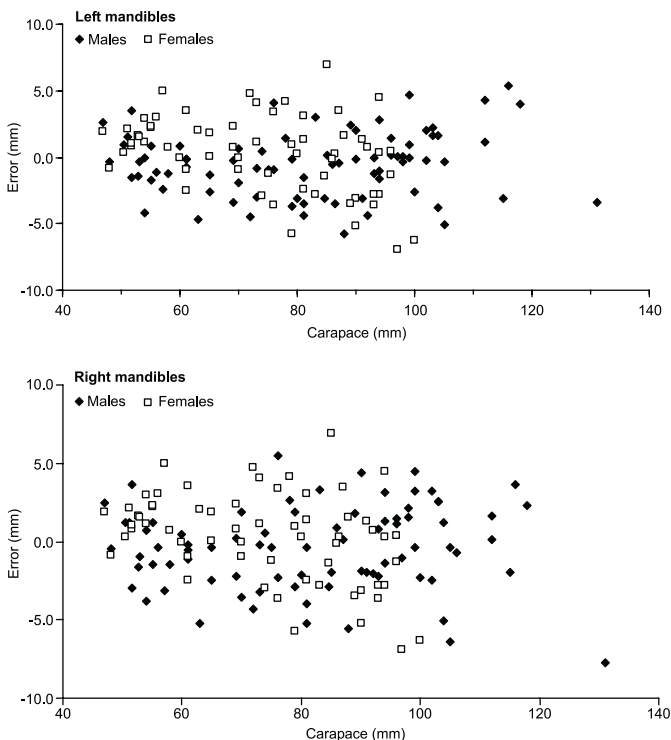 Left mandibles
◆ Males □ Females
10.0
5.0
0.0
-5.0
-10.0
Error (mm)
40 60 80 100 120 140
Carapace (mm)
Right mandibles
◆ Males □ Females
10.0
5.0
0.0
-5.0
-10.0
Error (mm)
40 60 80 100 120 140
Carapace (mm)